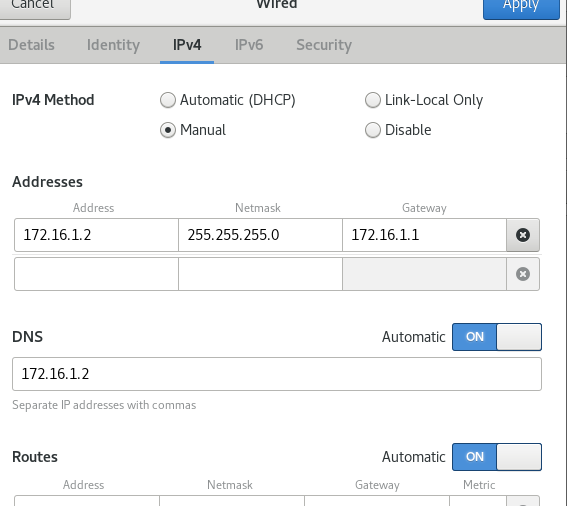 Cancel Wired Apply
Details Identity IPv4 IPv6 Security
IPv4 Method Automatic (DHCP) Link-Local Only
Manual Disable
Addresses
Address Netmask Gateway
172.16.1.2 255.255.255.0 172.16.1.1
DNS Automatic ON
172.16.1.2
Separate IP addresses with commas
Routes Automatic ON
Address Netmask Gateway Metric